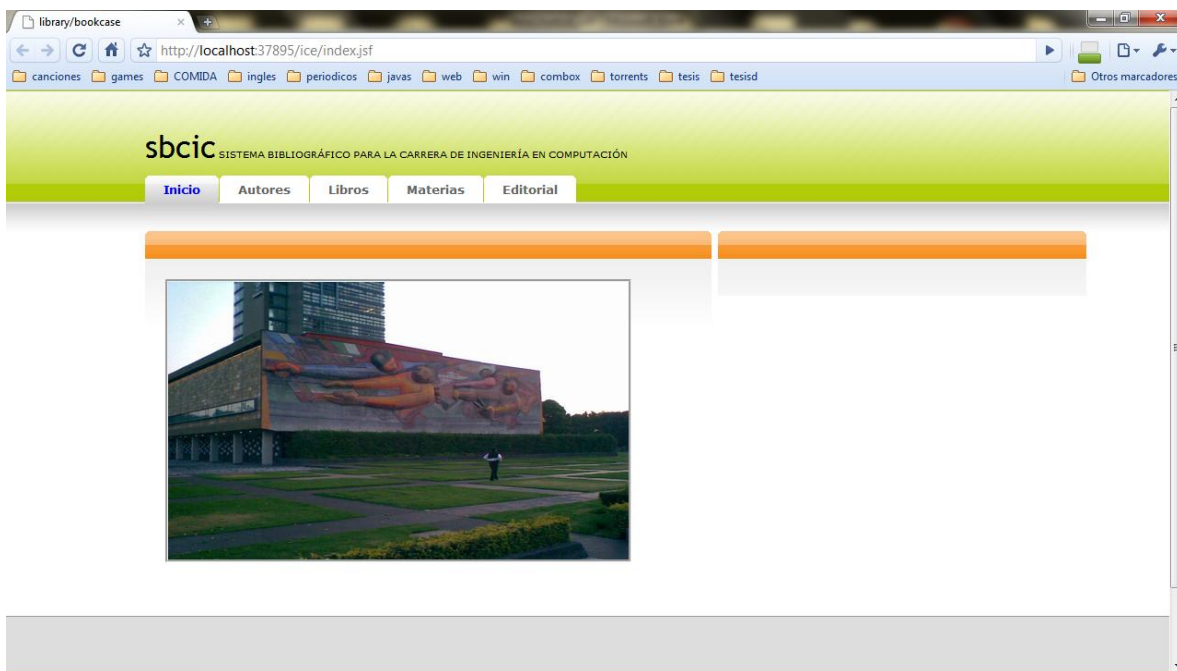 library/bookcase
http://localhost:37895/ice/index.jsf
canciones games COMIDA ingles periodicos javas web win combox torrents tesis tesisd Otros marcadores
sbcic SISTEMA BIBLIOGRÁFICO PARA LA CARRERA DE INGENIERÍA EN COMPUTACIÓN
Inicio Autores Libros Materias Editorial